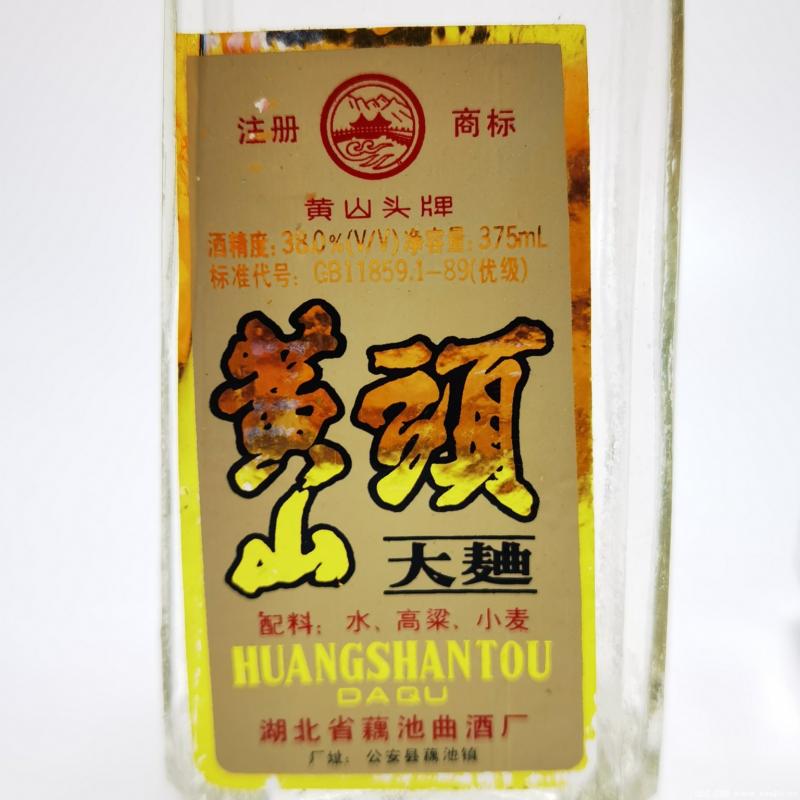 注册 商标
黄山头牌
酒精度: 38.0%(V/V) 净容量: 375mL
标准代号: GB11859.1-89(优级)
黄山頭
大麯
配料: 水、高粱、小麦
HUANGSHANTOU
DAQU
湖北省藕池曲酒厂
厂址: 公安县藕池镇